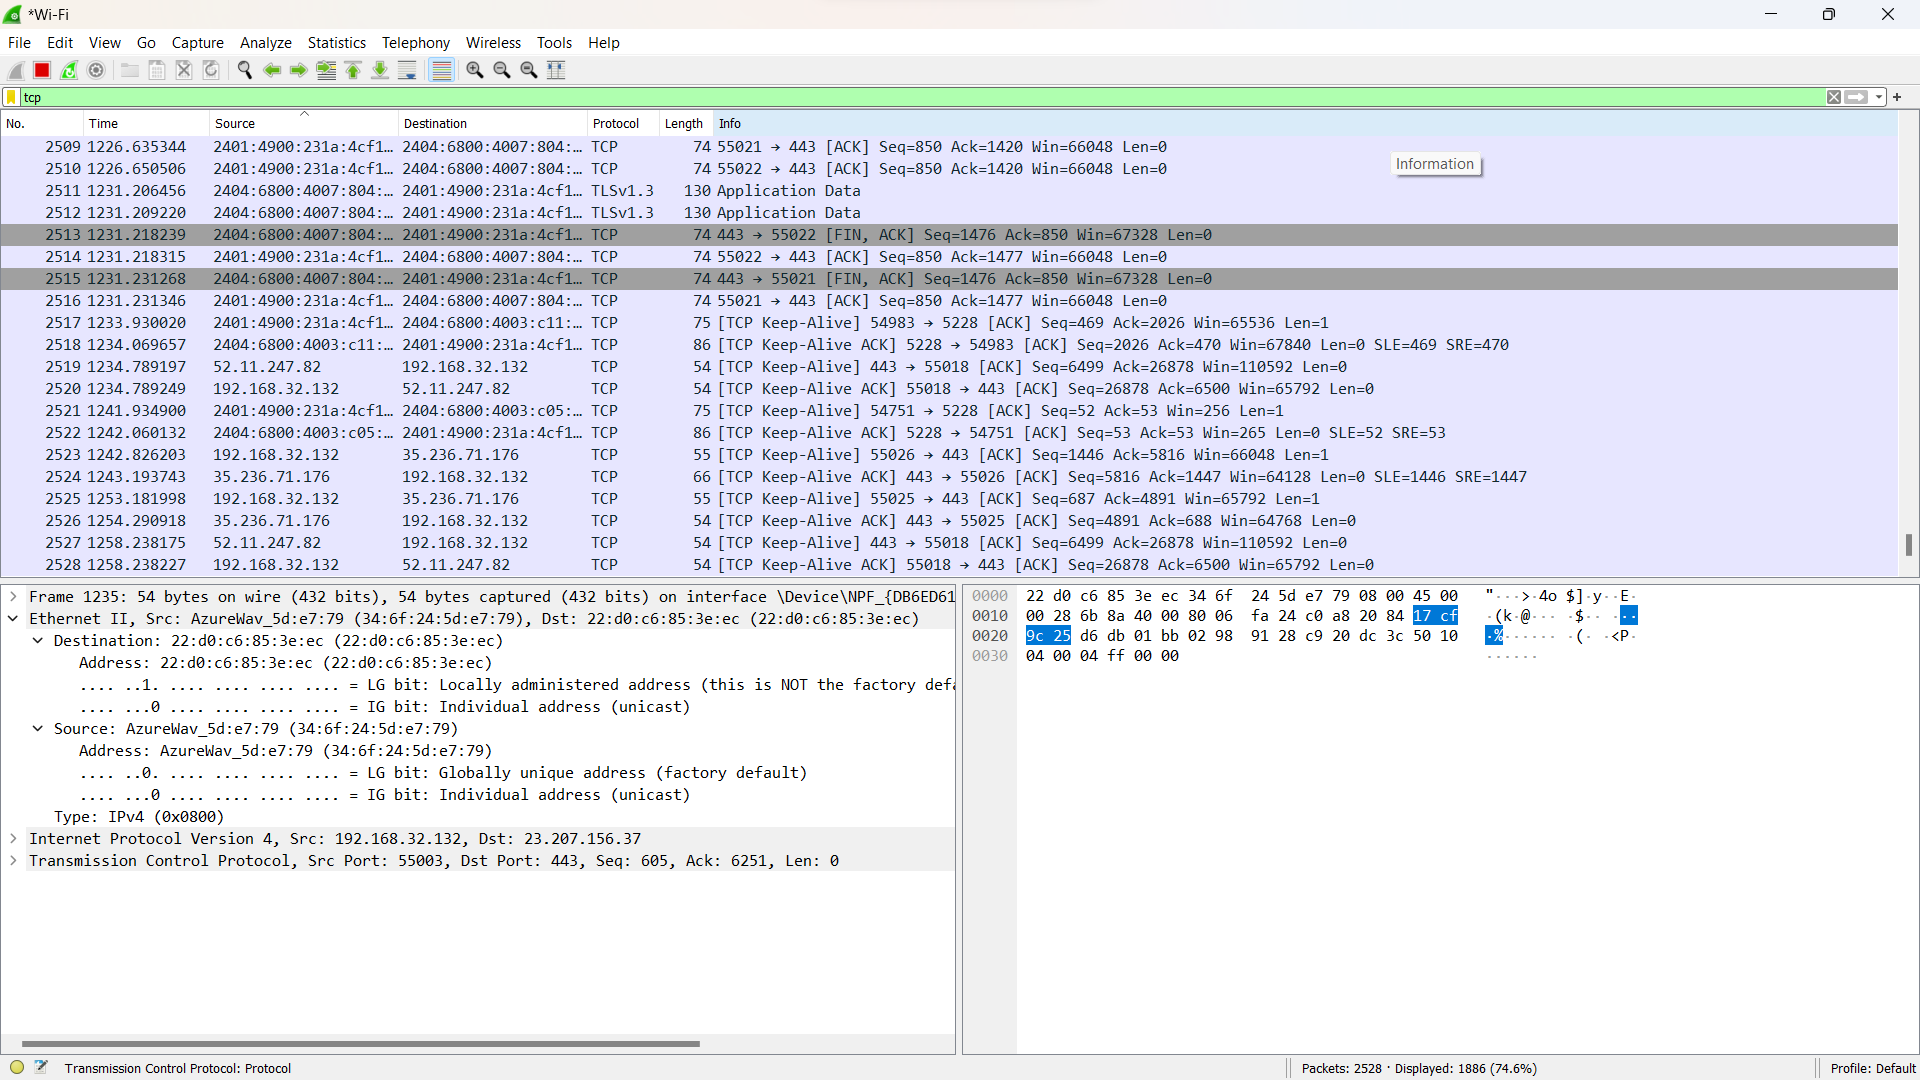 *Wi-Fi
File Edit View Go Capture Analyze Statistics Telephony Wireless Tools Help
tcp
No. Time Source Destination Protocol Length Info
2509 1226.635344 2401:4900:231a:4cf1… 2404:6800:4007:804:… TCP 74 55021 → 443 [ACK] Seq=850 Ack=1420 Win=66048 Len=0
2510 1226.650506 2401:4900:231a:4cf1… 2404:6800:4007:804:… TCP 74 55022 → 443 [ACK] Seq=850 Ack=1420 Win=66048 Len=0
Information
2511 1231.206456 2404:6800:4007:804:… 2401:4900:231a:4cf1… TLSv1.3 130 Application Data
2512 1231.209220 2404:6800:4007:804:… 2401:4900:231a:4cf1… TLSv1.3 130 Application Data
2513 1231.218239 2404:6800:4007:804:… 2401:4900:231a:4cf1… TCP 74 443 → 55022 [FIN, ACK] Seq=1476 Ack=850 Win=67328 Len=0
2514 1231.218315 2401:4900:231a:4cf1… 2404:6800:4007:804:… TCP 74 55022 → 443 [ACK] Seq=850 Ack=1477 Win=66048 Len=0
2515 1231.231268 2404:6800:4007:804:… 2401:4900:231a:4cf1… TCP 74 443 → 55021 [FIN, ACK] Seq=1476 Ack=850 Win=67328 Len=0
2516 1231.231346 2401:4900:231a:4cf1… 2404:6800:4007:804:… TCP 74 55021 → 443 [ACK] Seq=850 Ack=1477 Win=66048 Len=0
2517 1233.930020 2401:4900:231a:4cf1… 2404:6800:4003:c11:… TCP 75 [TCP Keep-Alive] 54983 → 5228 [ACK] Seq=469 Ack=2026 Win=65536 Len=1
2518 1234.069657 2404:6800:4003:c11:… 2401:4900:231a:4cf1… TCP 86 [TCP Keep-Alive ACK] 5228 → 54983 [ACK] Seq=2026 Ack=470 Win=67840 Len=0 SLE=469 SRE=470
2519 1234.789197 52.11.247.82 192.168.32.132 TCP 54 [TCP Keep-Alive] 443 → 55018 [ACK] Seq=6499 Ack=26878 Win=110592 Len=0
2520 1234.789249 192.168.32.132 52.11.247.82 TCP 54 [TCP Keep-Alive ACK] 55018 → 443 [ACK] Seq=26878 Ack=6500 Win=65792 Len=0
2521 1241.934900 2401:4900:231a:4cf1… 2404:6800:4003:c05:… TCP 75 [TCP Keep-Alive] 54751 → 5228 [ACK] Seq=52 Ack=53 Win=256 Len=1
2522 1242.060132 2404:6800:4003:c05:… 2401:4900:231a:4cf1… TCP 86 [TCP Keep-Alive ACK] 5228 → 54751 [ACK] Seq=53 Ack=53 Win=265 Len=0 SLE=52 SRE=53
2523 1242.826203 192.168.32.132 35.236.71.176 TCP 55 [TCP Keep-Alive] 55026 → 443 [ACK] Seq=1446 Ack=5816 Win=66048 Len=1
2524 1243.193743 35.236.71.176 192.168.32.132 TCP 66 [TCP Keep-Alive ACK] 443 → 55026 [ACK] Seq=5816 Ack=1447 Win=64128 Len=0 SLE=1446 SRE=1447
2525 1253.181998 192.168.32.132 35.236.71.176 TCP 55 [TCP Keep-Alive] 55025 → 443 [ACK] Seq=687 Ack=4891 Win=65792 Len=1
2526 1254.290918 35.236.71.176 192.168.32.132 TCP 54 [TCP Keep-Alive ACK] 443 → 55025 [ACK] Seq=4891 Ack=688 Win=64768 Len=0
2527 1258.238175 52.11.247.82 192.168.32.132 TCP 54 [TCP Keep-Alive] 443 → 55018 [ACK] Seq=6499 Ack=26878 Win=110592 Len=0
2528 1258.238227 192.168.32.132 52.11.247.82 TCP 54 [TCP Keep-Alive ACK] 55018 → 443 [ACK] Seq=26878 Ack=6500 Win=65792 Len=0
Frame 1235: 54 bytes on wire (432 bits), 54 bytes captured (432 bits) on interface \Device\NPF_{DB6ED61
Ethernet II, Src: AzureWav_5d:e7:79 (34:6f:24:5d:e7:79), Dst: 22:d0:c6:85:3e:ec (22:d0:c6:85:3e:ec)
Destination: 22:d0:c6:85:3e:ec (22:d0:c6:85:3e:ec)
Address: 22:d0:c6:85:3e:ec (22:d0:c6:85:3e:ec)
.... ..1. .... .... .... .... = LG bit: Locally administered address (this is NOT the factory defa
.... ...0 .... .... .... .... = IG bit: Individual address (unicast)
Source: AzureWav_5d:e7:79 (34:6f:24:5d:e7:79)
Address: AzureWav_5d:e7:79 (34:6f:24:5d:e7:79)
.... ..0. .... .... .... .... = LG bit: Globally unique address (factory default)
.... ...0 .... .... .... .... = IG bit: Individual address (unicast)
Type: IPv4 (0x0800)
Internet Protocol Version 4, Src: 192.168.32.132, Dst: 23.207.156.37
Transmission Control Protocol, Src Port: 55003, Dst Port: 443, Seq: 605, Ack: 6251, Len: 0
0000 22 d0 c6 85 3e ec 34 6f 24 5d e7 79 08 00 45 00 "···>·4o $]·y··E·
0010 00 28 6b 8a 40 00 80 06 fa 24 c0 a8 20 84 17 cf ·(k·@··· ·$·· ···
0020 9c 25 d6 db 01 bb 02 98 91 28 c9 20 dc 3c 50 10 ·%······ ·(· ·<P·
0030 04 00 04 ff 00 00 ······
Transmission Control Protocol: Protocol
Packets: 2528 · Displayed: 1886 (74.6%)
Profile: Default